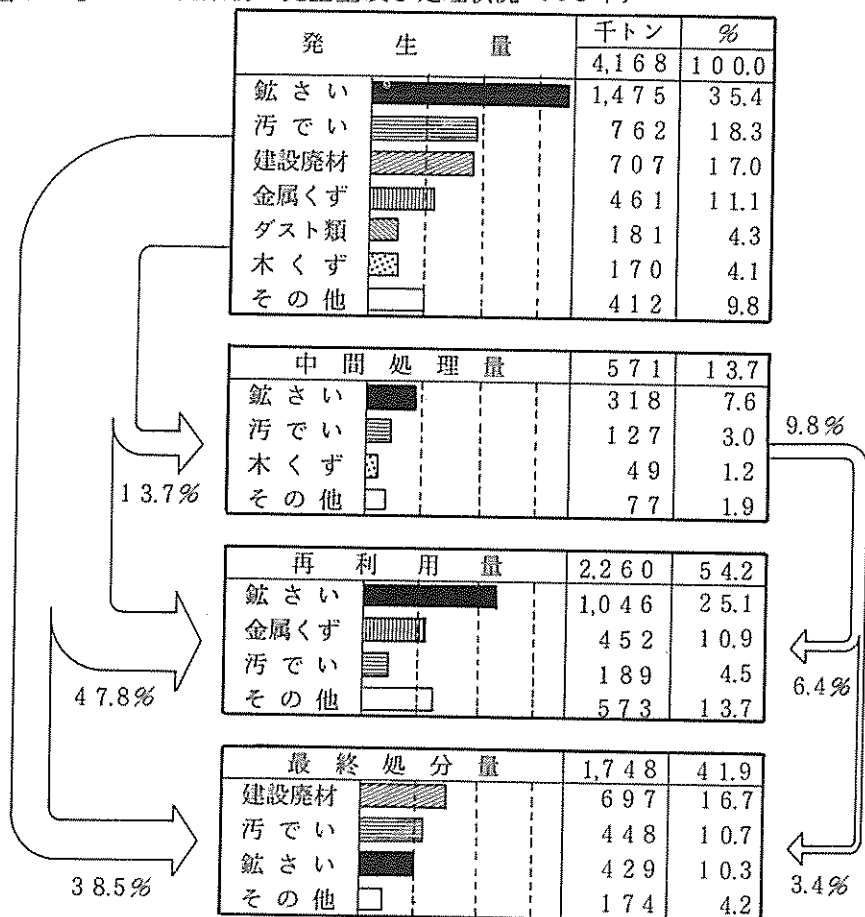 発生量 千トン %
4,168 100.0
鉱さい 1,475 35.4
汚でい 762 18.3
建設廃材 707 17.0
金属くず 461 11.1
ダスト類 181 4.3
木くず 170 4.1
その他 412 9.8
中間処理量 571 13.7
鉱さい 318 7.6
汚でい 127 3.0
木くず 49 1.2
その他 77 1.9
13.7%
9.8%
再利用量 2,260 54.2
鉱さい 1,046 25.1
金属くず 452 10.9
汚でい 189 4.5
その他 573 13.7
47.8%
6.4%
最終処分量 1,748 41.9
建設廃材 697 16.7
汚でい 448 10.7
鉱さい 429 10.3
その他 174 4.2
38.5%
3.4%